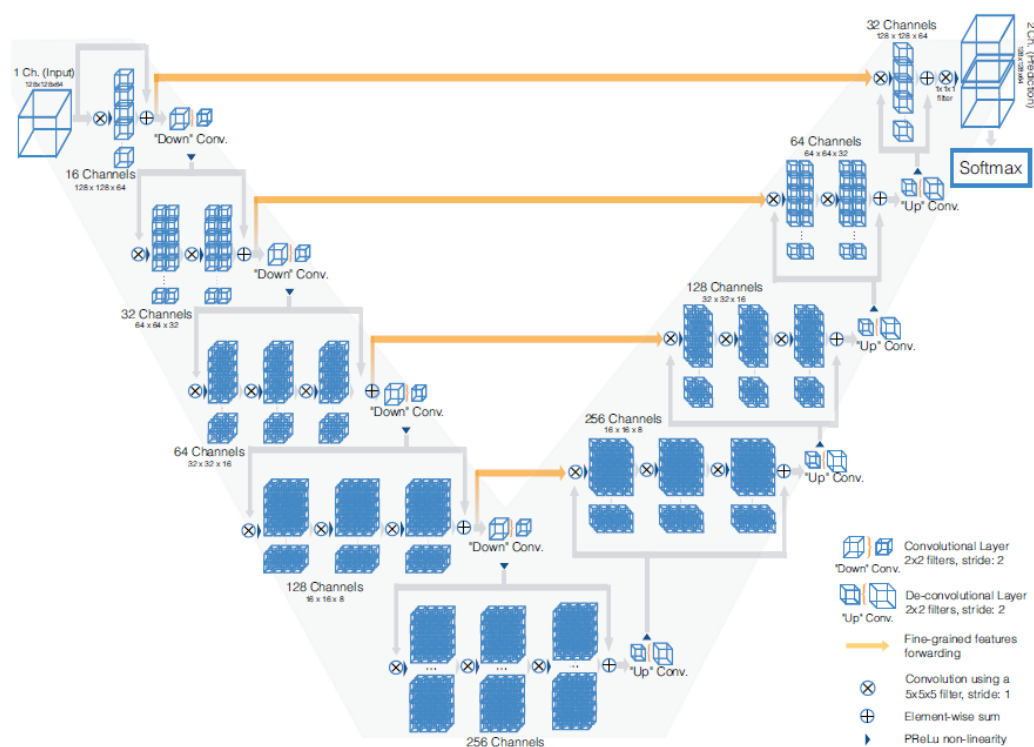 1 Ch. (Input)
128x128x64
"Down" Conv.
16 Channels
128 x 128 x 64
"Down" Conv.
32 Channels
64 x 64 x 32
"Down" Conv.
64 Channels
32 x 32 x 16
"Down" Conv.
128 Channels
16 x 16 x 8
256 Channels
"Up" Conv.
256 Channels
16 x 16 x 8
"Up" Conv.
128 Channels
32 x 32 x 16
"Up" Conv.
64 Channels
64 x 64 x 32
"Up" Conv.
32 Channels
128 x 128 x 64
1x1x1
filter
2 Ch. (Prediction)
128x128x64
Softmax
"Down" Conv.
Convolutional Layer
2x2 filters, stride: 2
"Up" Conv.
De-convolutional Layer
2x2 filters, stride: 2
Fine-grained features
forwarding
Convolution using a
5x5x5 filter, stride: 1
Element-wise sum
PReLu non-linearity